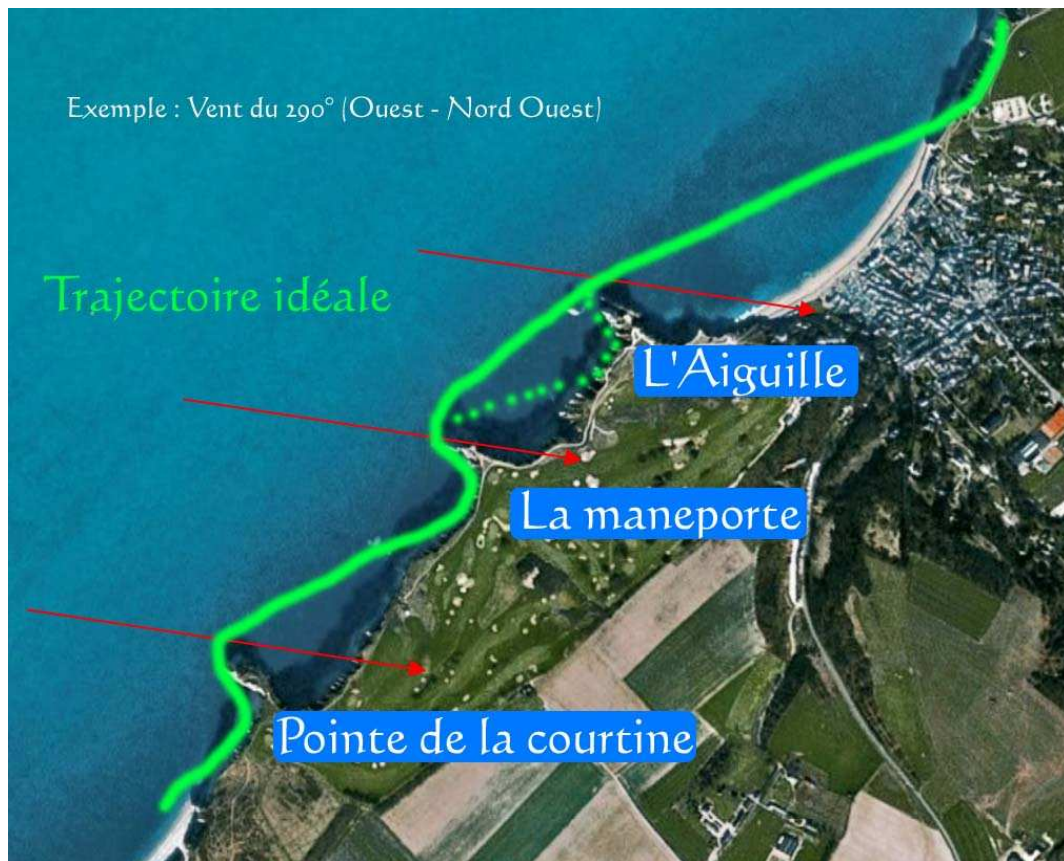 Exemple : Vent du 290° (Ouest - Nord Ouest)
Trajectoire idéale
L'Aiguille
La maneporte
Pointe de la courtine